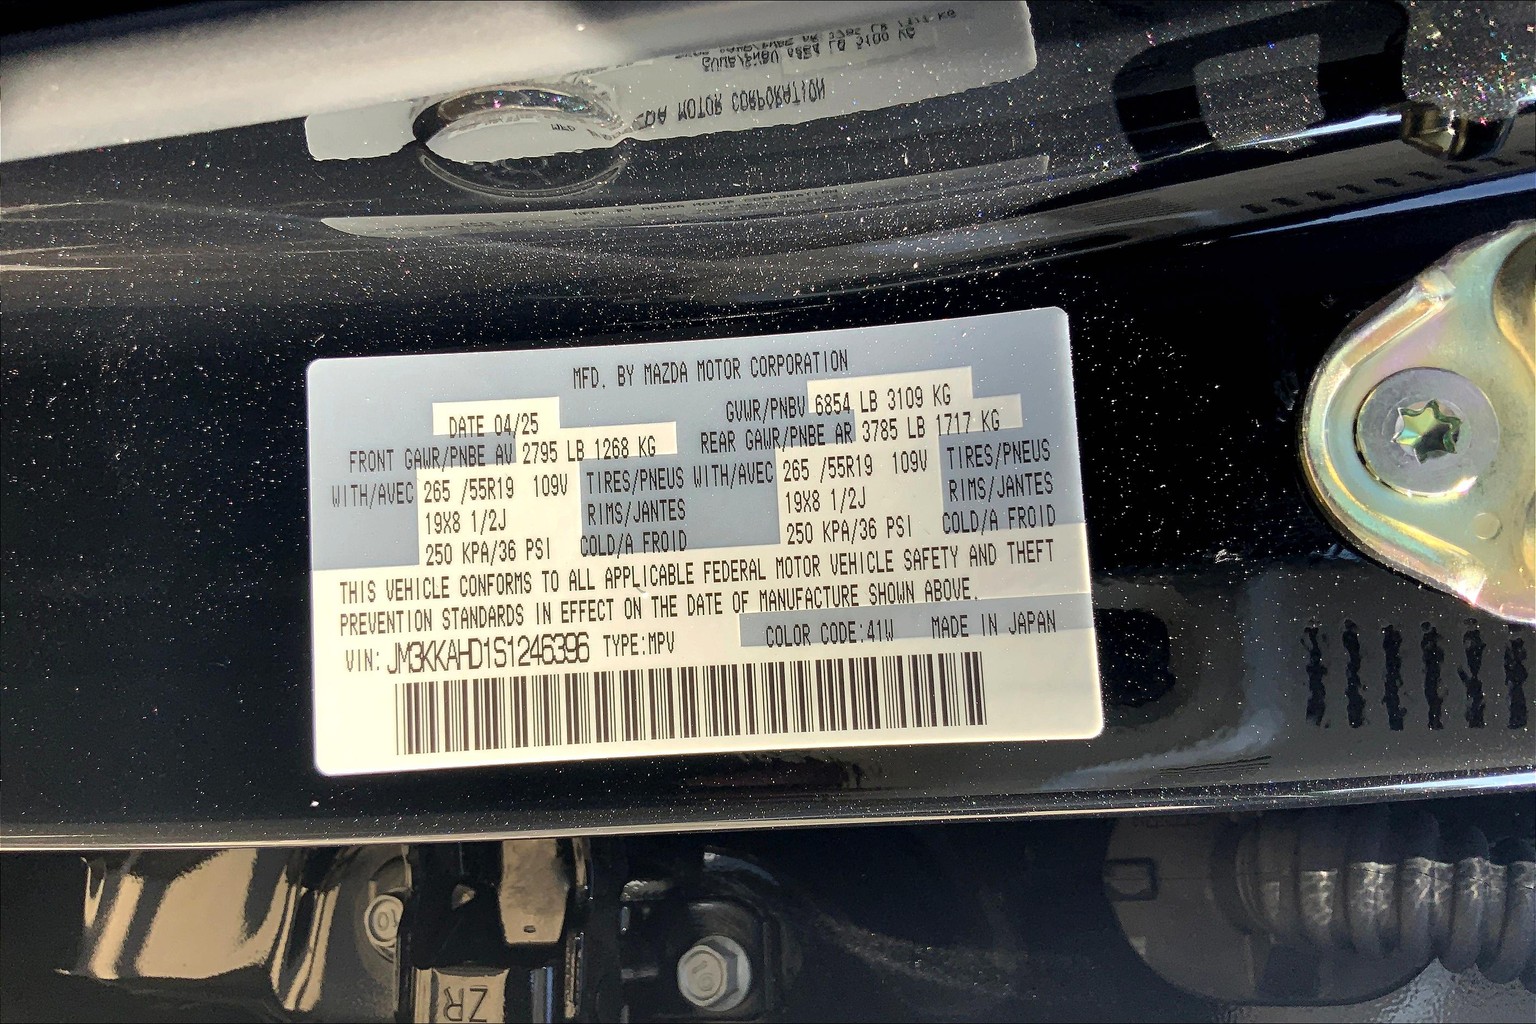 MFD. BY MAZDA MOTOR CORPORATION
DATE 04/25 GVWR/PNBV 6854 LB 3109 KG
FRONT GAWR/PNBE AV 2795 LB 1268 KG REAR GAWR/PNBE AR 3785 LB 1717 KG
WITH/AVEC 265 /55R19 109V TIRES/PNEUS WITH/AVEC 265 /55R19 109V TIRES/PNEUS
19X8 1/2J RIMS/JANTES 19X8 1/2J RIMS/JANTES
250 KPA/36 PSI COLD/A FROID 250 KPA/36 PSI COLD/A FROID
THIS VEHICLE CONFORMS TO ALL APPLICABLE FEDERAL MOTOR VEHICLE SAFETY AND THEFT
PREVENTION STANDARDS IN EFFECT ON THE DATE OF MANUFACTURE SHOWN ABOVE.
VIN: JM3KKAHD1S1246396 TYPE:MPV COLOR CODE:41W MADE IN JAPAN
10
ZR